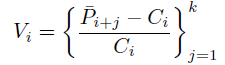 $V_i = \left\{ \frac{\bar{P}_{i+j} - C_i}{C_i} \right\}_{j=1}^{k}$